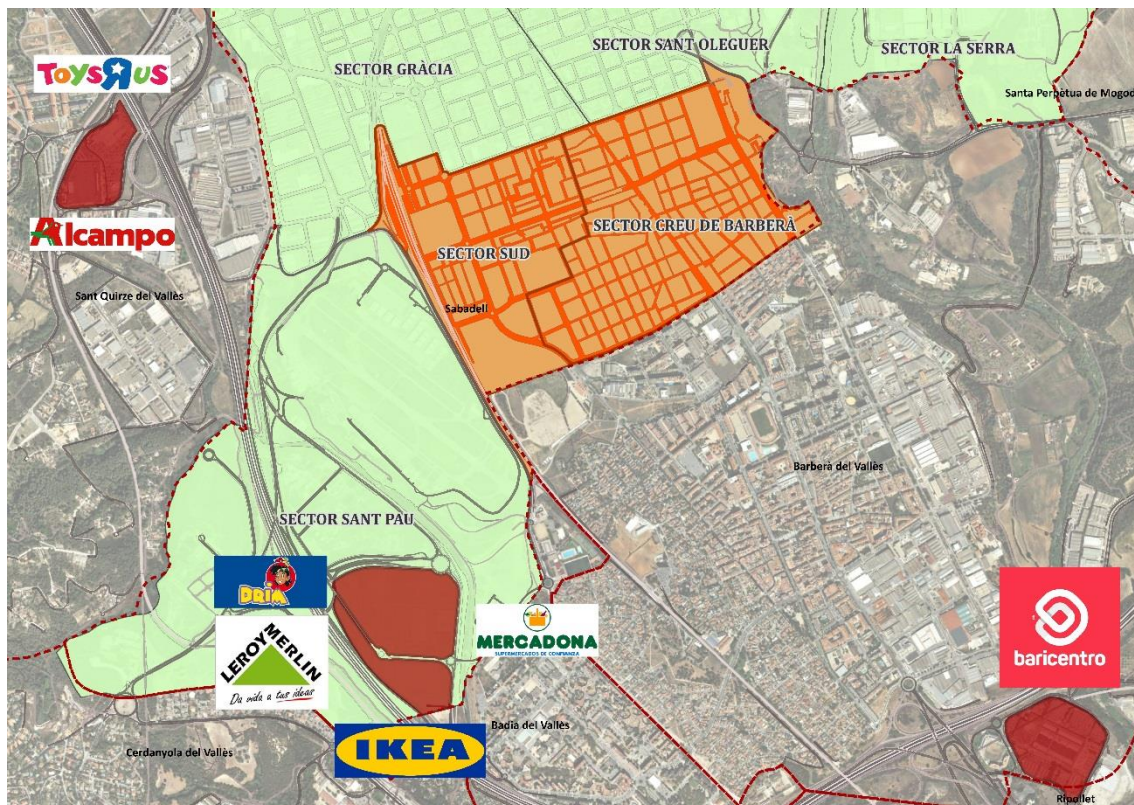 SECTOR SANT OLEGUER
SECTOR LA SERRA
SECTOR GRÀCIA
TOYS R US
Santa Perpètua de Mogod
SECTOR CREU DE BARBERÀ
Alcampo
SECTOR SUD
Sant Quirze del Vallès
Sabadell
Barberà del Vallès
SECTOR SANT PAU
DRIM
MERCADONA
SUPERMERCADOS DE CONFIANZA
LEROY MERLIN
Da vida a tus ideas
baricentro
IKEA
Badia del Vallès
Cerdanyola del Vallès
Ripollet